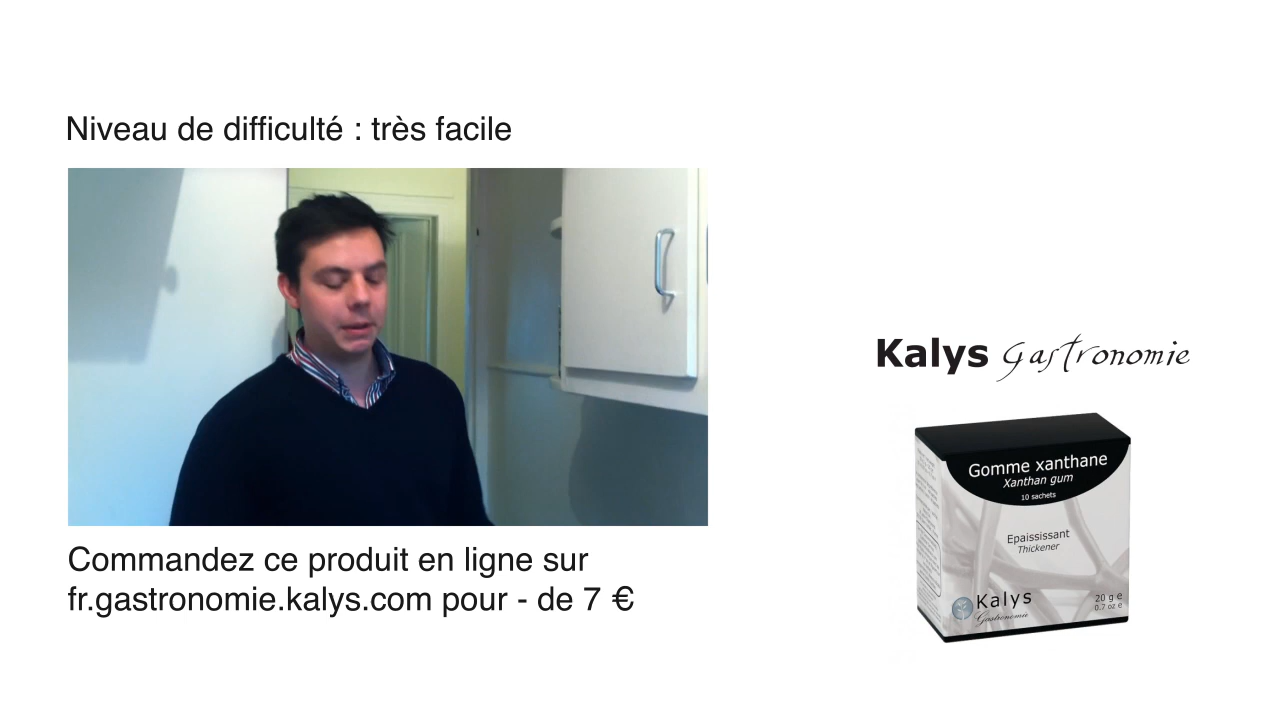 Niveau de difficulté : très facile
Commandez ce produit en ligne sur
fr.gastronomie.kalys.com pour - de 7 €
Kalys gastronomie
Gomme xanthane
Xanthan gum
10 sachets
Epaississant
Thickener
Kalys
Gastronomie
20 g e
0.7 oz e